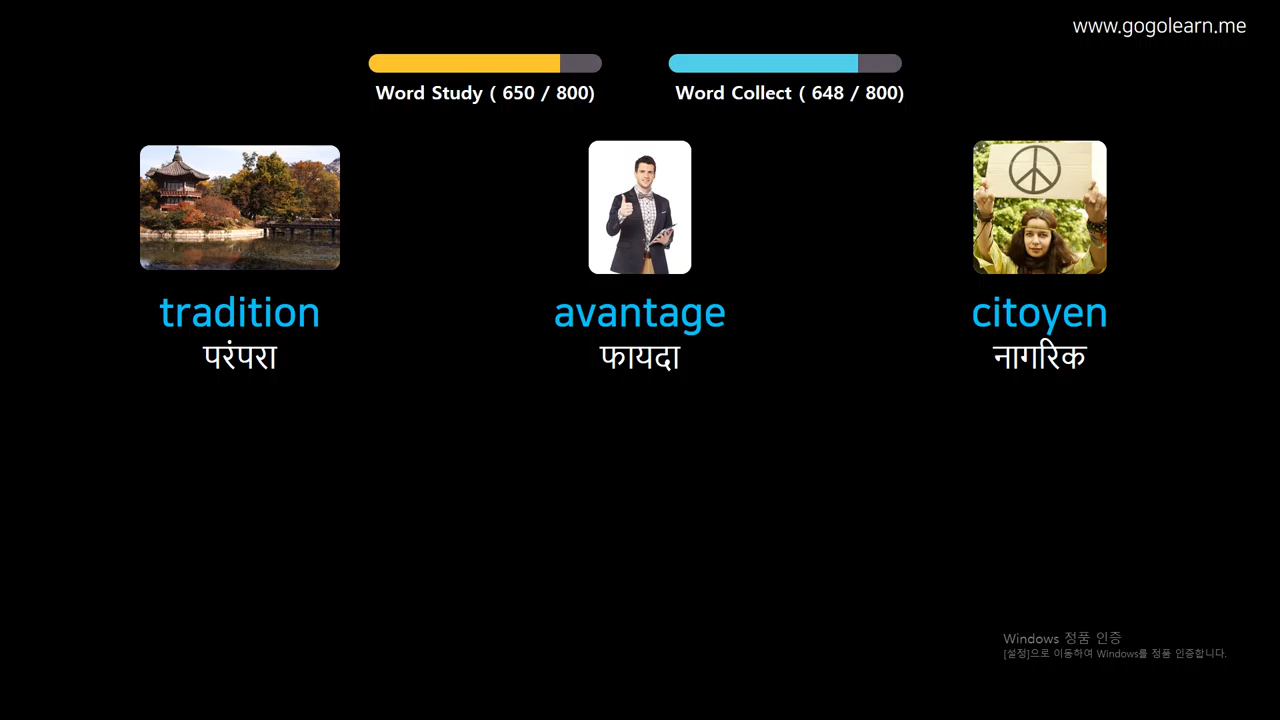 www.gogolearn.me
Word Study ( 650 / 800)
Word Collect ( 648 / 800)
tradition
avantage
citoyen
परंपरा
फायदा
नागरिक
Windows 정품 인증
[설정]으로 이동하여 Windows를 정품 인증합니다.